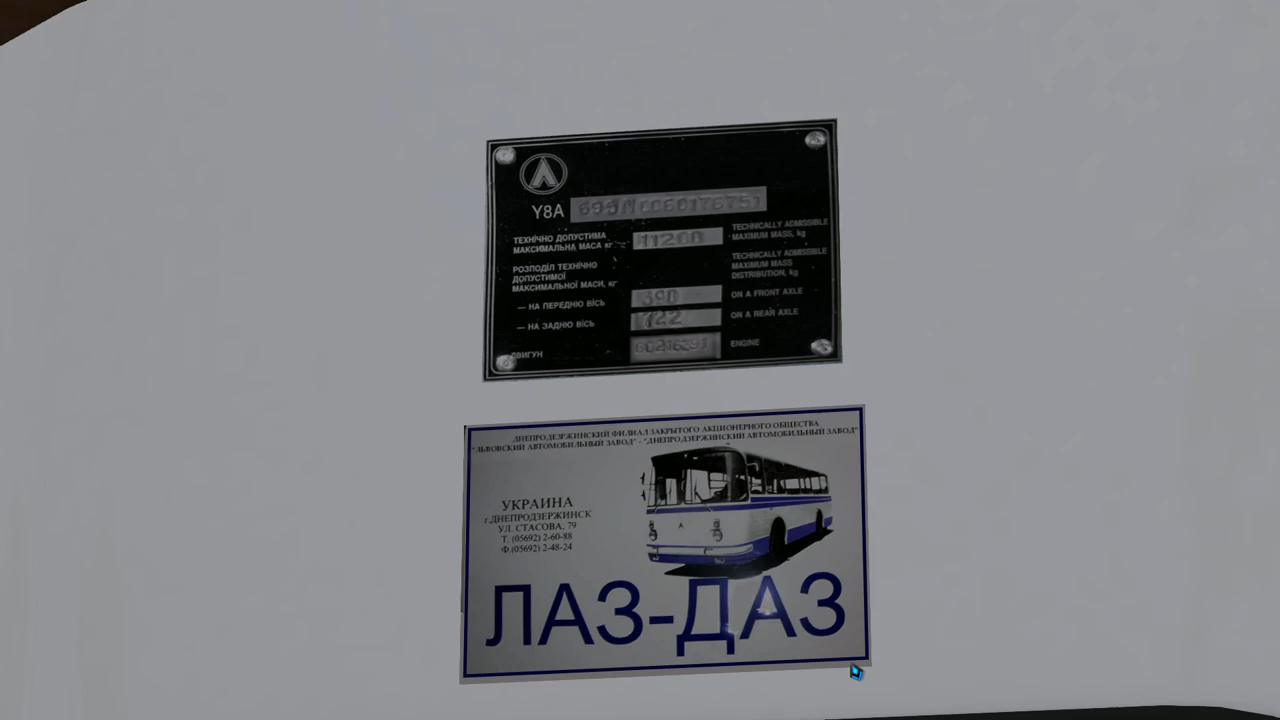 Y8A
ТЕХНІЧНО ДОПУСТИМА
МАКСИМАЛЬНА МАСА кг
11200
TECHNICALLY ADMISSIBLE
MAXIMUM MASS, kg
РОЗПОДІЛ ТЕХНІЧНО
ДОПУСТИМОЇ
МАКСИМАЛЬНОЇ МАСИ, кг
TECHNICALLY ADMISSIBLE
MAXIMUM MASS
DISTRIBUTION, kg
— НА ПЕРЕДНЮ ВІСЬ
ON A FRONT AXLE
— НА ЗАДНЮ ВІСЬ
ON A REAR AXLE
ДВИГУН
ENGINE
ДНЕПРОДЕЗРЖИНСКИЙ ФИЛИАЛ ЗАКРЫТОГО АКЦИОНЕРНОГО ОБЩЕСТВА
"ЛЬВОВСКИЙ АВТОМОБИЛЬНЫЙ ЗАВОД" - "ДНЕПРОДЗЕРЖИНСКИЙ АВТОМОБИЛЬНЫЙ ЗАВОД"
УКРАИНА
г.ДНЕПРОДЗЕРЖИНСК
УЛ. СТАСОВА, 79
Т. (05692) 2-60-88
Ф.(05692) 2-48-24
ЛАЗ-ДАЗ